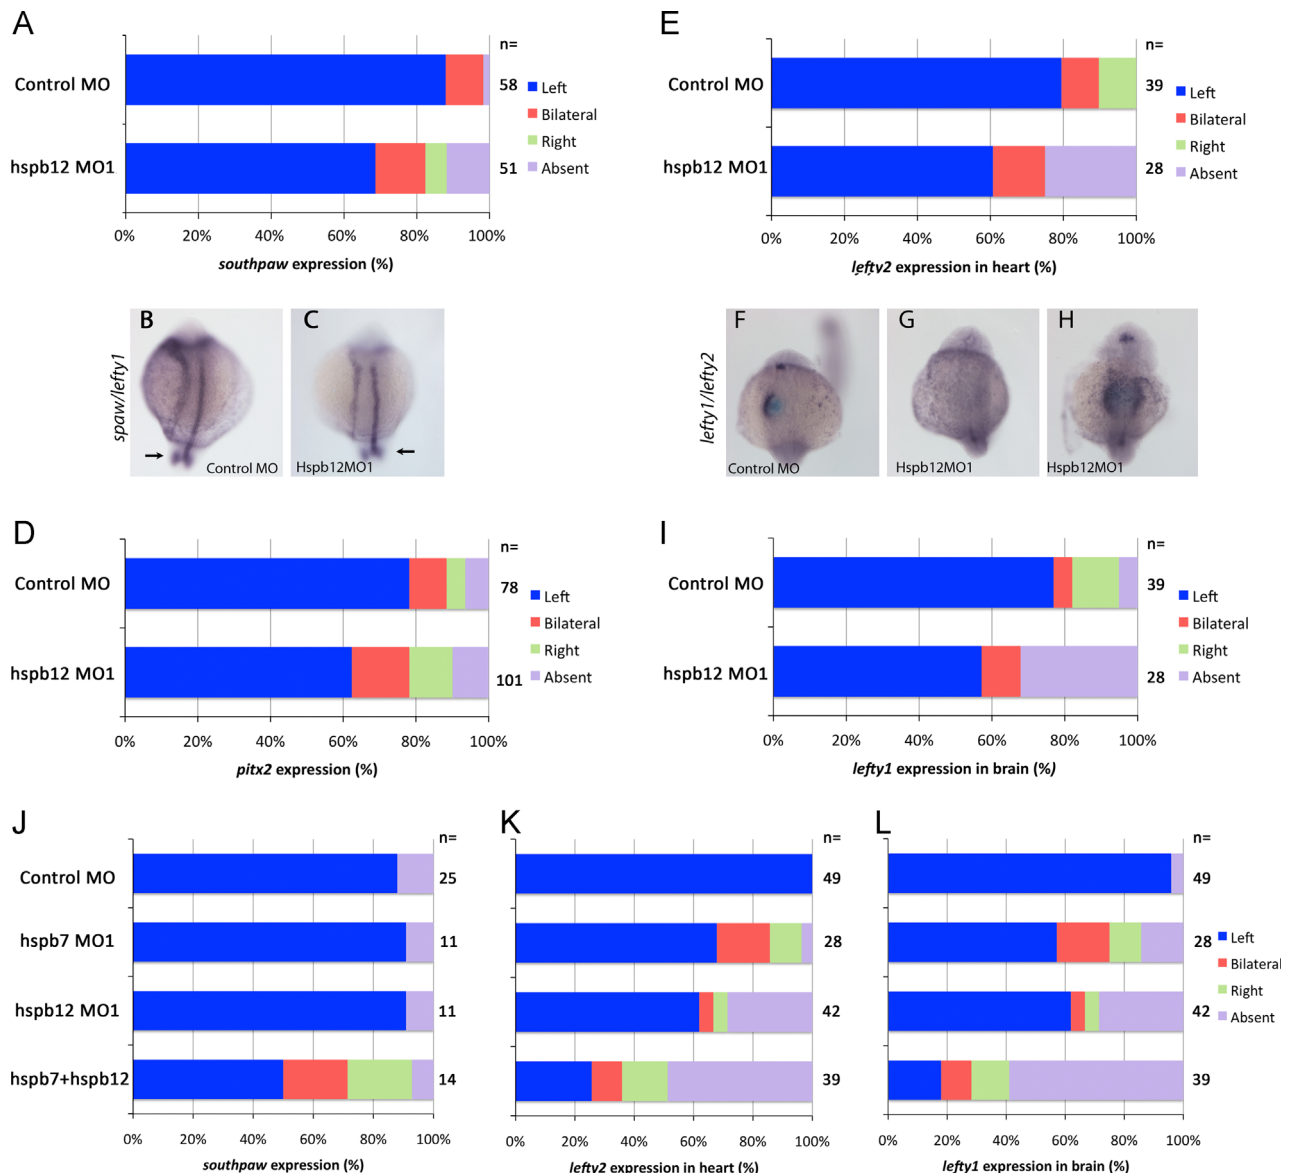 A
n=
Control MO
58
hspb12 MO1
51
Left
Bilateral
Right
Absent
0% 20% 40% 60% 80% 100%
southpaw expression (%)
E
n=
Control MO
39
hspb12 MO1
28
Left
Bilateral
Right
Absent
0% 20% 40% 60% 80% 100%
lefty2 expression in heart (%)
spaw/lefty1
B
Control MO
C
Hspb12MO1
lefty1/lefty2
F
Control MO
G
Hspb12MO1
H
Hspb12MO1
D
n=
Control MO
78
hspb12 MO1
101
Left
Bilateral
Right
Absent
0% 20% 40% 60% 80% 100%
pitx2 expression (%)
I
n=
Control MO
39
hspb12 MO1
28
Left
Bilateral
Right
Absent
0% 20% 40% 60% 80% 100%
lefty1 expression in brain (%)
J
n=
Control MO
25
hspb7 MO1
11
hspb12 MO1
11
hspb7+hspb12
14
0% 20% 40% 60% 80% 100%
southpaw expression (%)
K
n=
49
28
42
39
0% 20% 40% 60% 80% 100%
lefty2 expression in heart (%)
L
n=
49
28
42
39
Left
Bilateral
Right
Absent
0% 20% 40% 60% 80% 100%
lefty1 expression in brain (%)